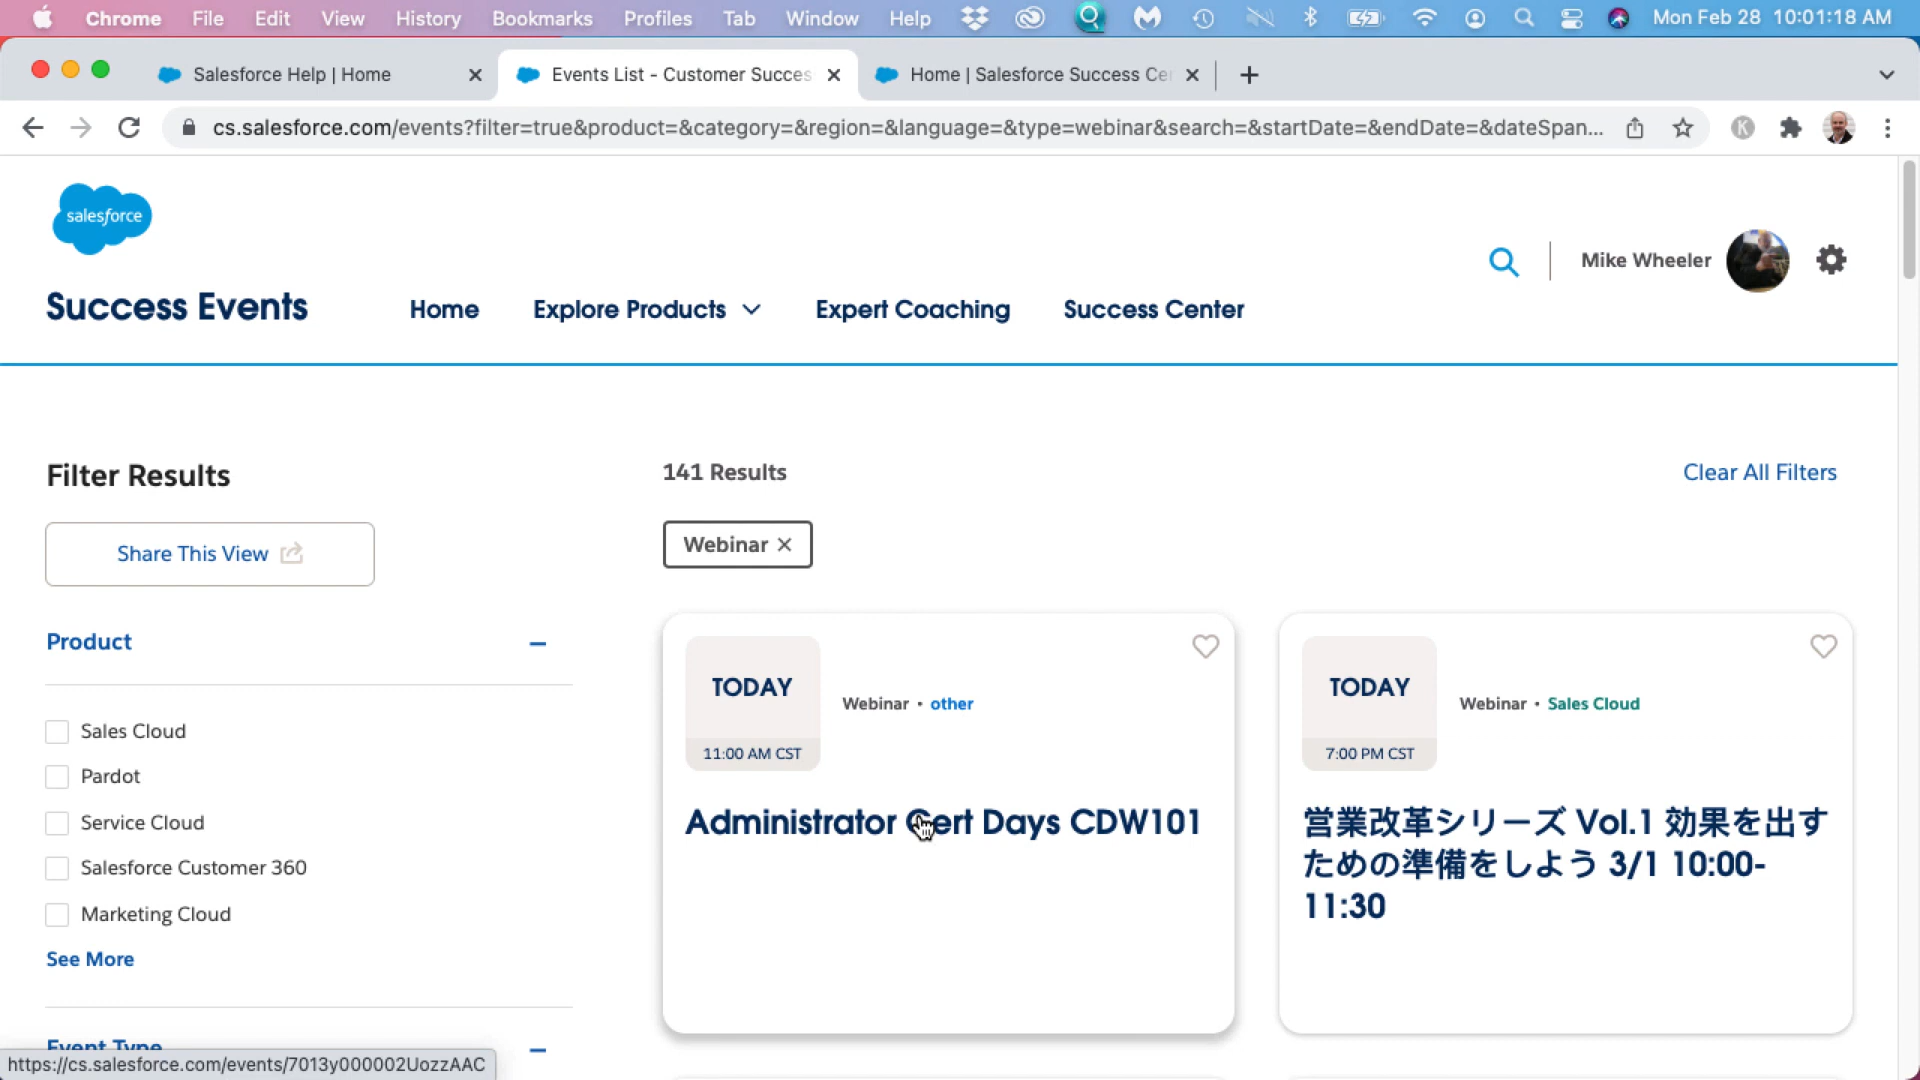 Chrome File Edit View History Bookmarks Profiles Tab Window Help Mon Feb 28 10:01:18 AM
Salesforce Help | Home
Events List - Customer Succes
Home | Salesforce Success Ce
cs.salesforce.com/events?filter=true&product=&category=&region=&language=&type=webinar&search=&startDate=&endDate=&dateSpan...
K
salesforce
Mike Wheeler
Success Events
Home
Explore Products
Expert Coaching
Success Center
Filter Results
141 Results
Clear All Filters
Share This View
Webinar
Product
Sales Cloud
Pardot
Service Cloud
Salesforce Customer 360
Marketing Cloud
See More
Event Type
TODAY
11:00 AM CST
Webinar • other
Administrator Cert Days CDW101
TODAY
7:00 PM CST
Webinar • Sales Cloud
営業改革シリーズ Vol.1 効果を出す
ための準備をしよう 3/1 10:00-
11:30
https://cs.salesforce.com/events/7013y000002UozzAAC